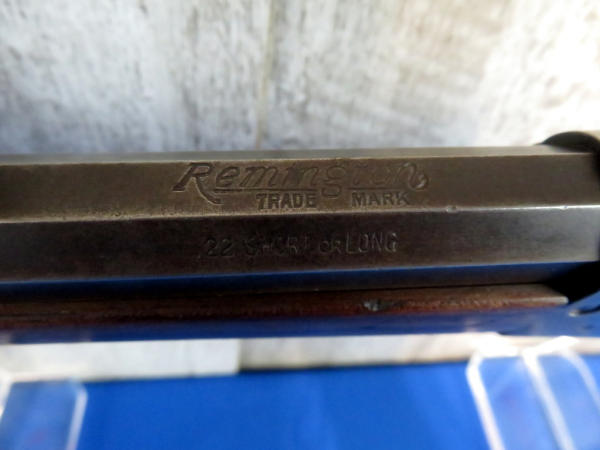 Remington
TRADE MARK
22 SHORT OR LONG